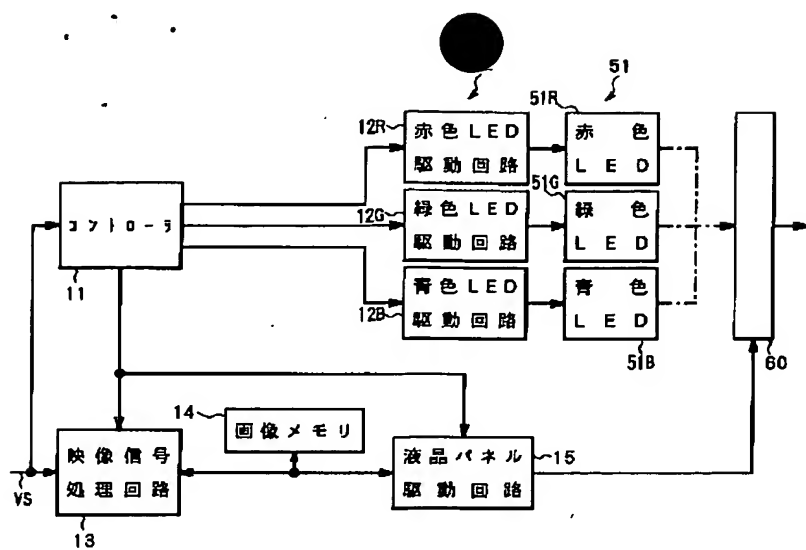 51
51R
12R
赤色LED
駆動回路
赤色
LED
51G
12G
コントローラ
緑色LED
駆動回路
緑色
LED
11
12B
青色LED
駆動回路
青色
LED
51B
60
14
画像メモリ
映像信号
処理回路
液晶パネル
駆動回路
15
VS
13